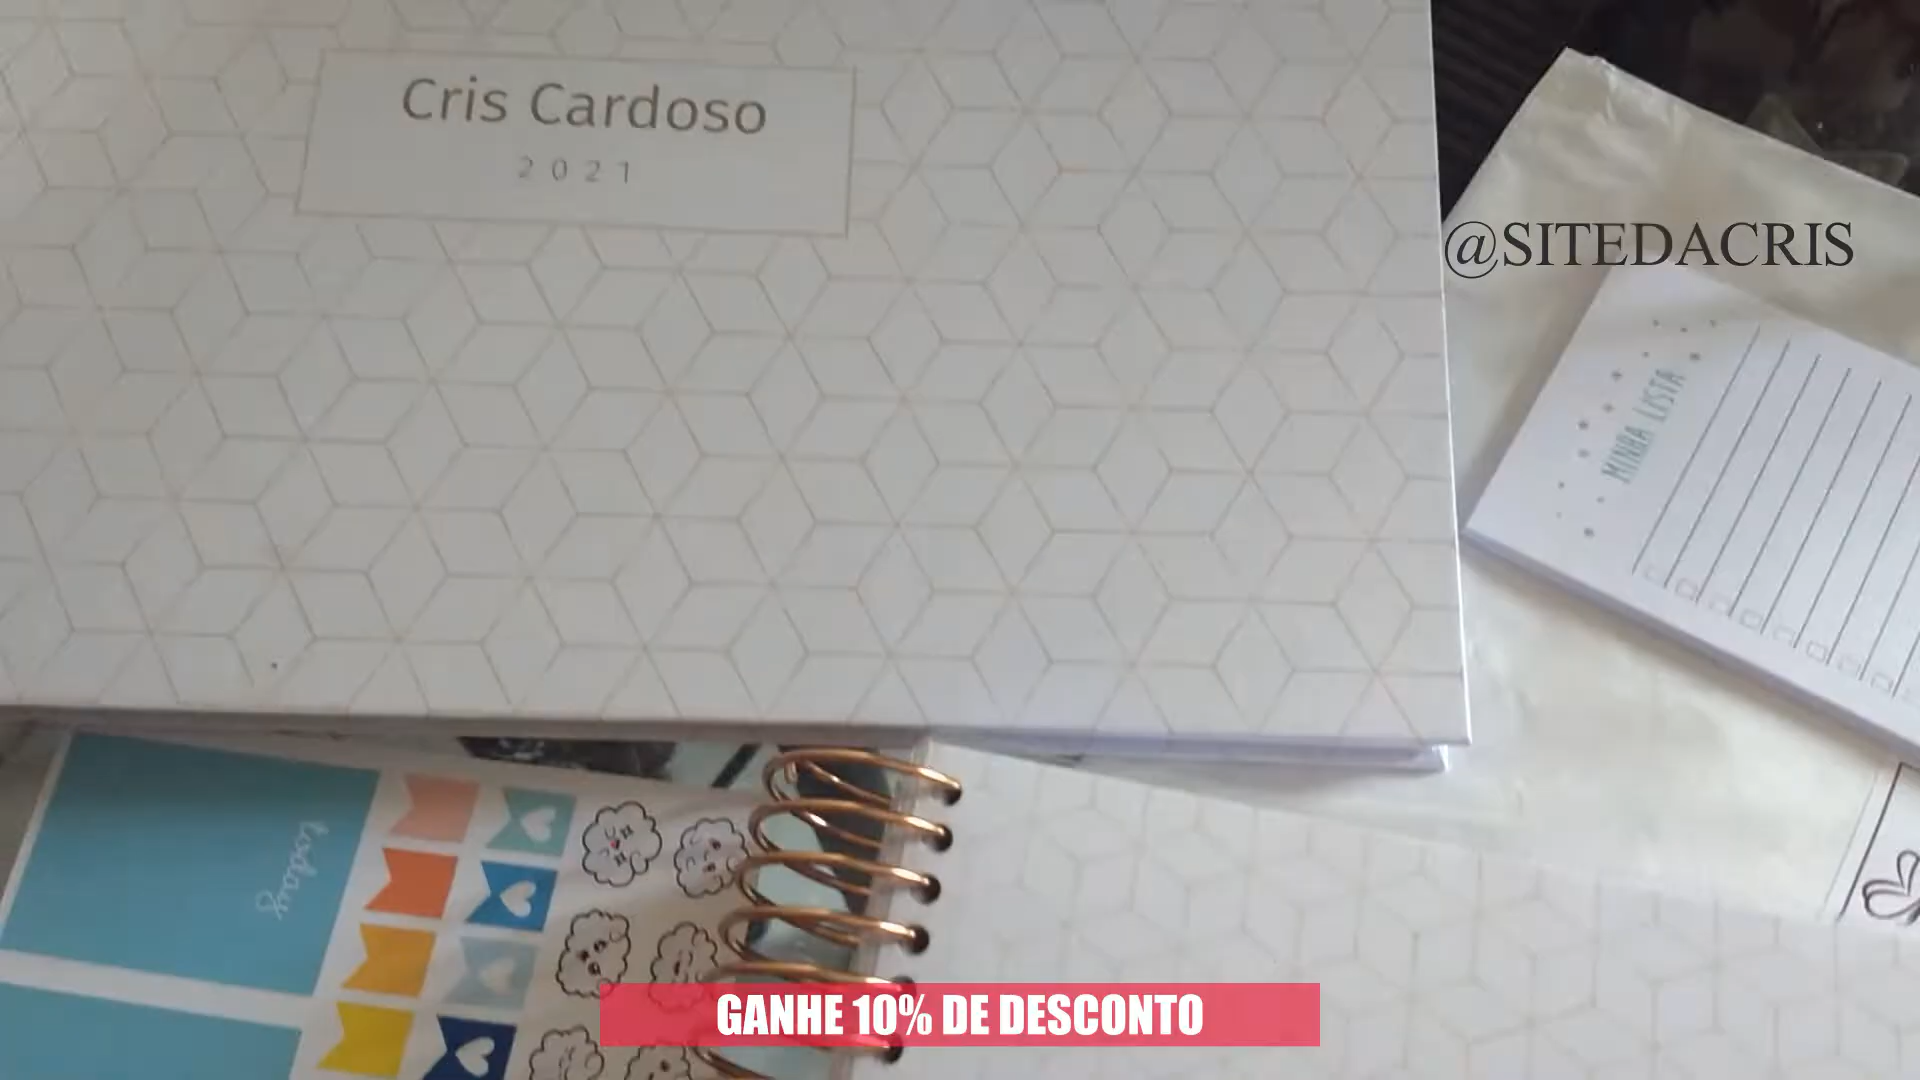 Cris Cardoso
2021
@SITEDACRIS
MINHA LISTA
today
GANHE 10% DE DESCONTO